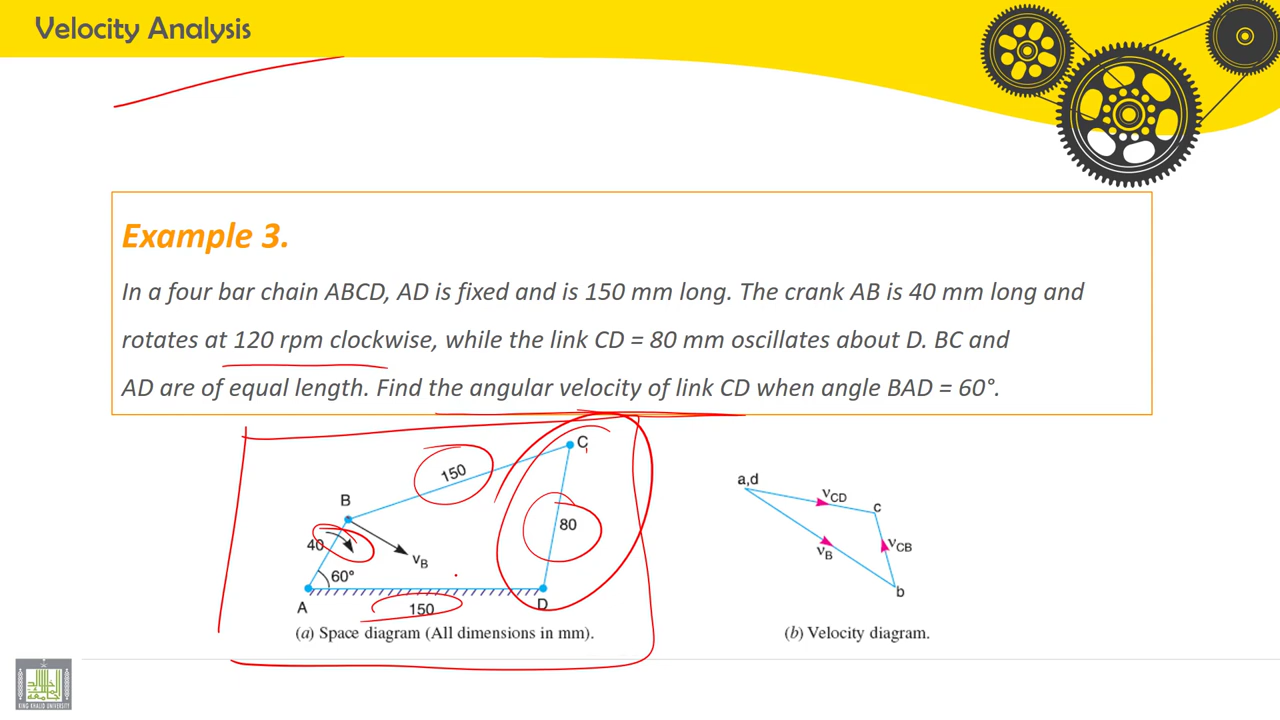 Velocity Analysis
Example 3.
In a four bar chain ABCD, AD is fixed and is 150 mm long. The crank AB is 40 mm long and
rotates at 120 rpm clockwise, while the link CD = 80 mm oscillates about D. BC and
AD are of equal length. Find the angular velocity of link CD when angle BAD = 60°.
C
150
B
80
40
vB
60°
A
150
D
(a) Space diagram (All dimensions in mm).
a,d
vCD
c
vCB
vB
b
(b) Velocity diagram.
KING KHALID UNIVERSITY